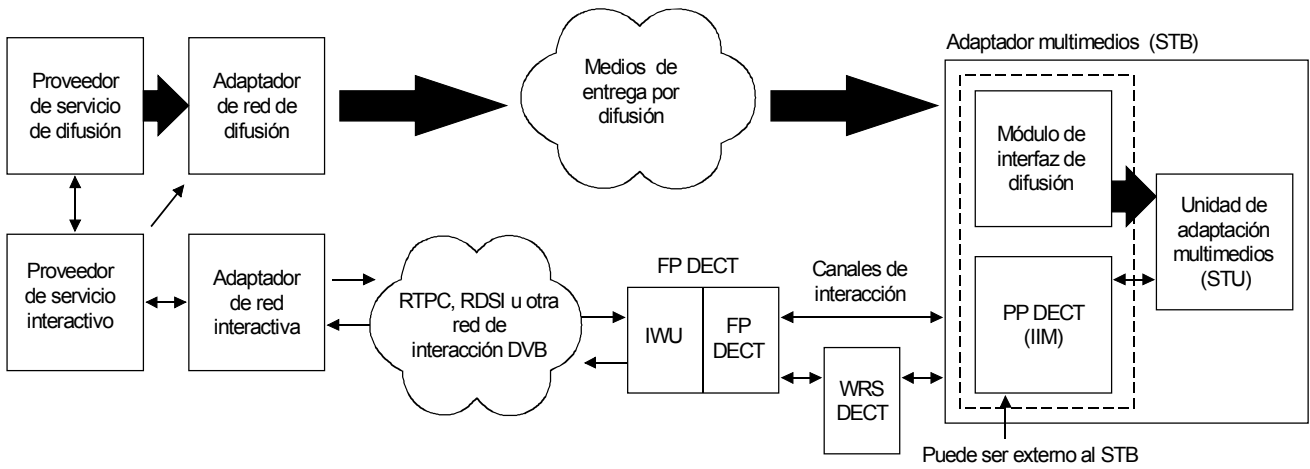 Adaptador multimedios (STB)
Proveedor
de servicio
de difusión
Adaptador
de red de
difusión
Medios de
entrega por
difusión
Módulo de
interfaz de
difusión
Unidad de
adaptación
multimedios
(STU)
Proveedor
de servicio
interactivo
Adaptador
de red
interactiva
RTPC, RDSI u otra
red de
interacción DVB
FP DECT
IWU
FP
DECT
Canales de
interacción
WRS
DECT
PP DECT
(IIM)
Puede ser externo al STB